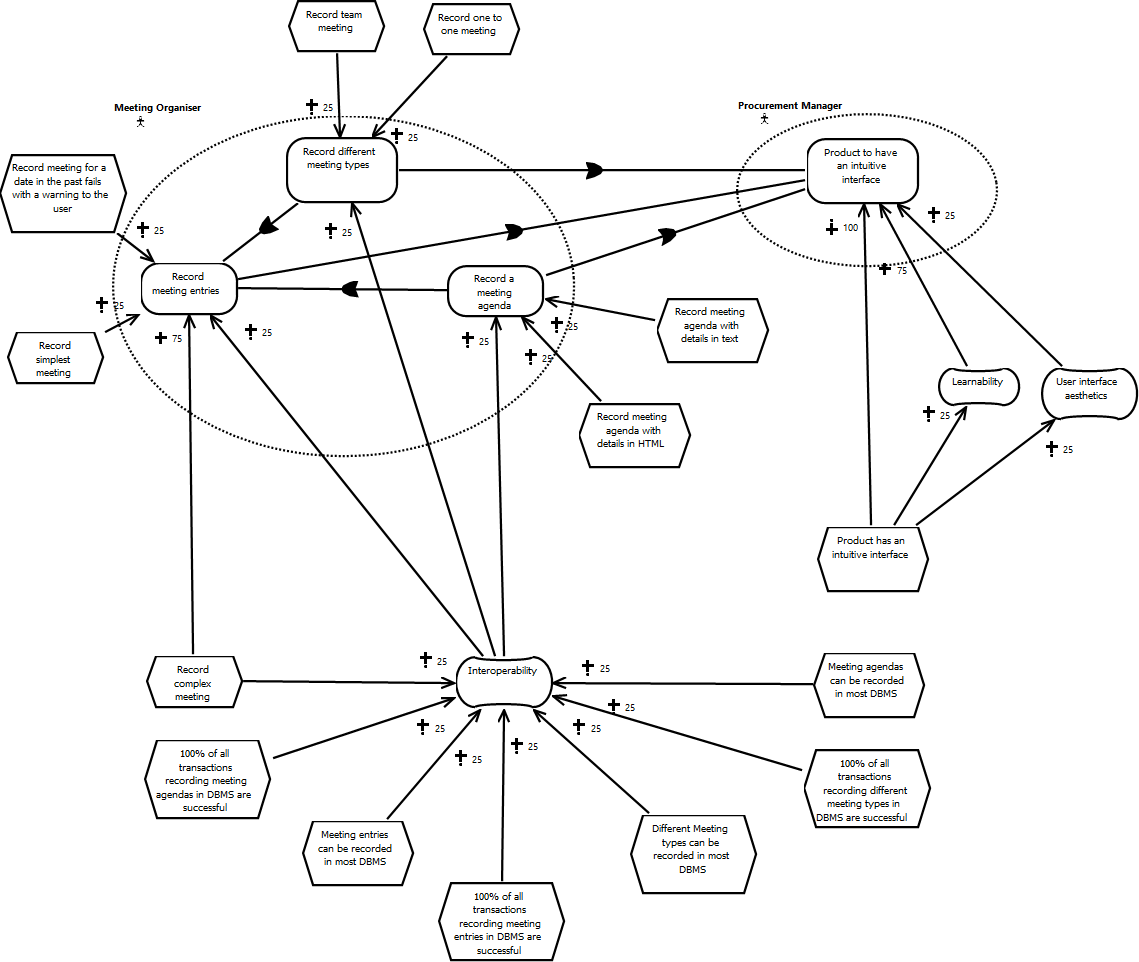 Record team
meeting
Record one to
one meeting
Meeting Organiser
25
Procurement Manager
25
Record different
meeting types
Product to have
an intuitive
interface
Record meeting for a
date in the past fails
with a warning to the
user
25
25
100
25
Record
meeting entries
Record a
meeting
agenda
75
25
Record
simplest
meeting
75
25
25
25
25
Record meeting
agenda with
details in text
Learnability
User interface
aesthetics
25
Record meeting
agenda with
details in HTML
25
Product has an
intuitive interface
25
Record
complex
meeting
Interoperability
25
Meeting agendas
can be recorded
in most DBMS
25
25
25
25
25
100% of all
transactions
recording meeting
agendas in DBMS are
successful
100% of all
transactions
recording different
meeting types in
DBMS are successful
Meeting entries
can be recorded
in most DBMS
Different Meeting
types can be
recorded in most
DBMS
100% of all
transactions
recording meeting
entries in DBMS are
successful